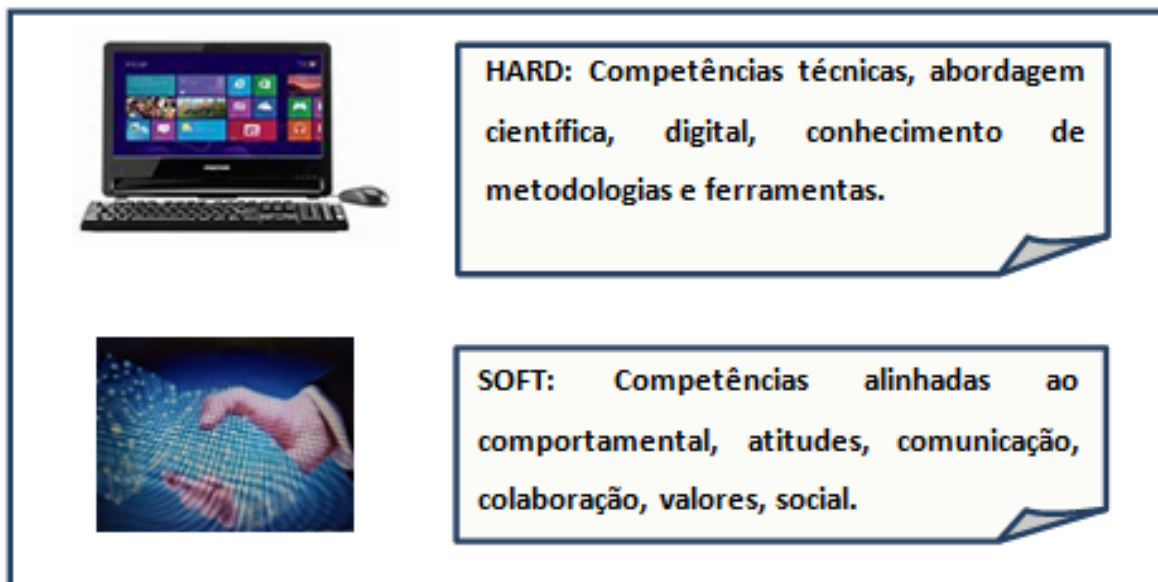 HARD: Competências técnicas, abordagem
científica, digital, conhecimento de
metodologias e ferramentas.
SOFT: Competências alinhadas ao
comportamental, atitudes, comunicação,
colaboração, valores, social.